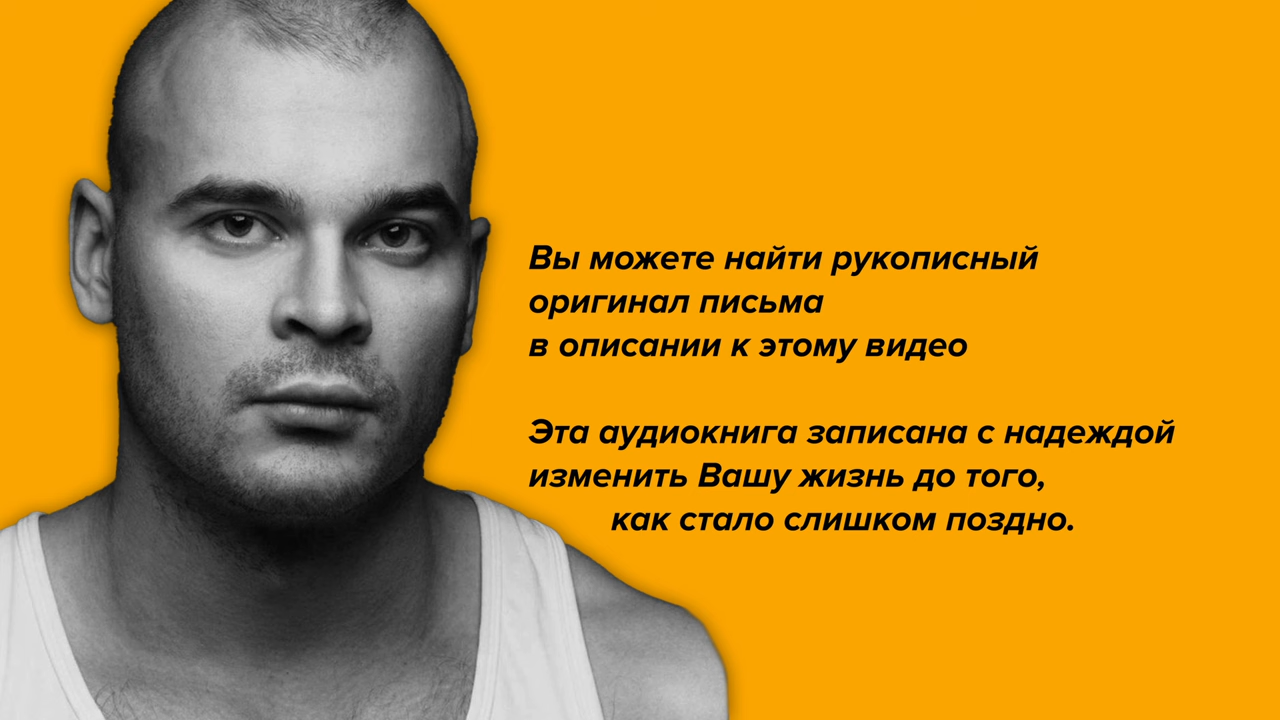 Вы можете найти рукописный
оригинал письма
в описании к этому видео
Эта аудиокнига записана с надеждой
изменить Вашу жизнь до того,
как стало слишком поздно.